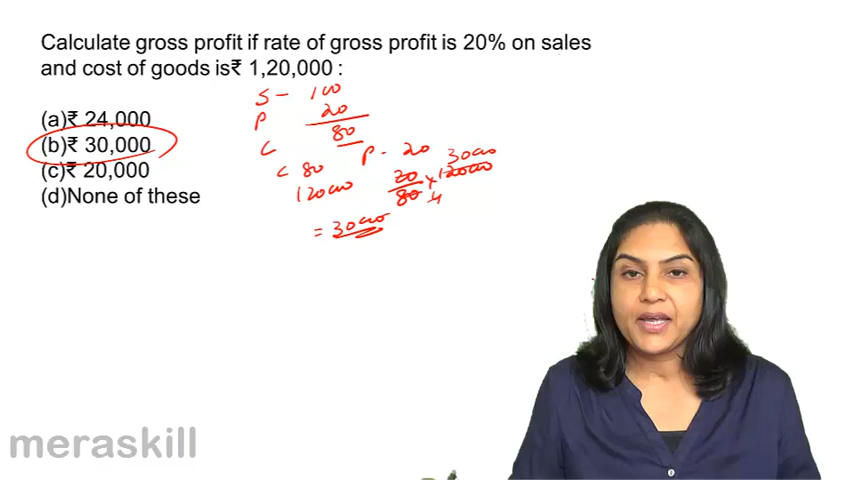 Calculate gross profit if rate of gross profit is 20% on sales
and cost of goods is₹ 1,20,000 :
(a)₹ 24,000
(b)₹ 30,000
(c)₹ 20,000
(d)None of these
S - 100
P 20
C 80
P - 20
C 80
120000
20/80 × 120000
30000
4
= 30000
meraskill